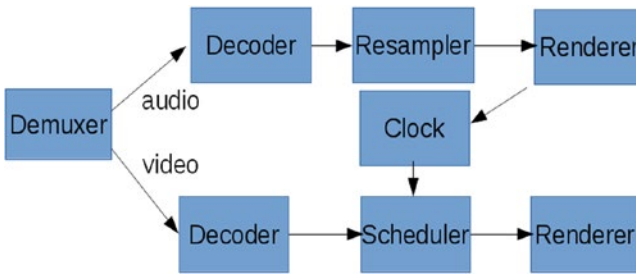 Decoder
Resampler
Renderer
audio
Demuxer
Clock
video
Decoder
Scheduler
Renderer